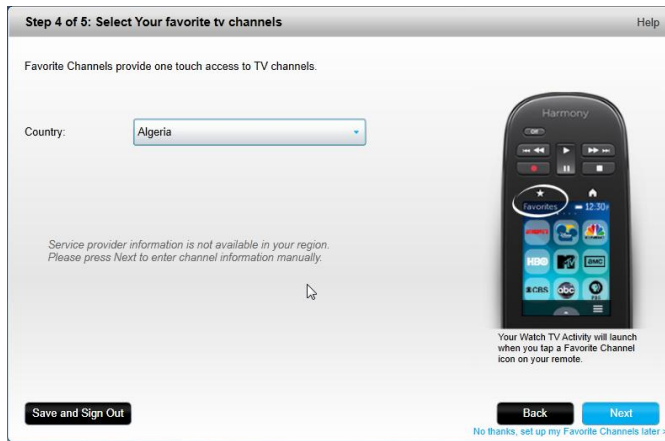 Step 4 of 5: Select Your favorite tv channels
Help
Favorite Channels provide one touch access to TV channels.
Country:
Algeria
Service provider information is not available in your region.
Please press Next to enter channel information manually.
Harmony
Off
Favorites
12:30
HBO
abc
AMC
CBS
abc
PBS
Your Watch TV Activity will launch
when you tap a Favorite Channel
icon on your remote.
Save and Sign Out
Back
Next
No thanks, set up my Favorite Channels later >